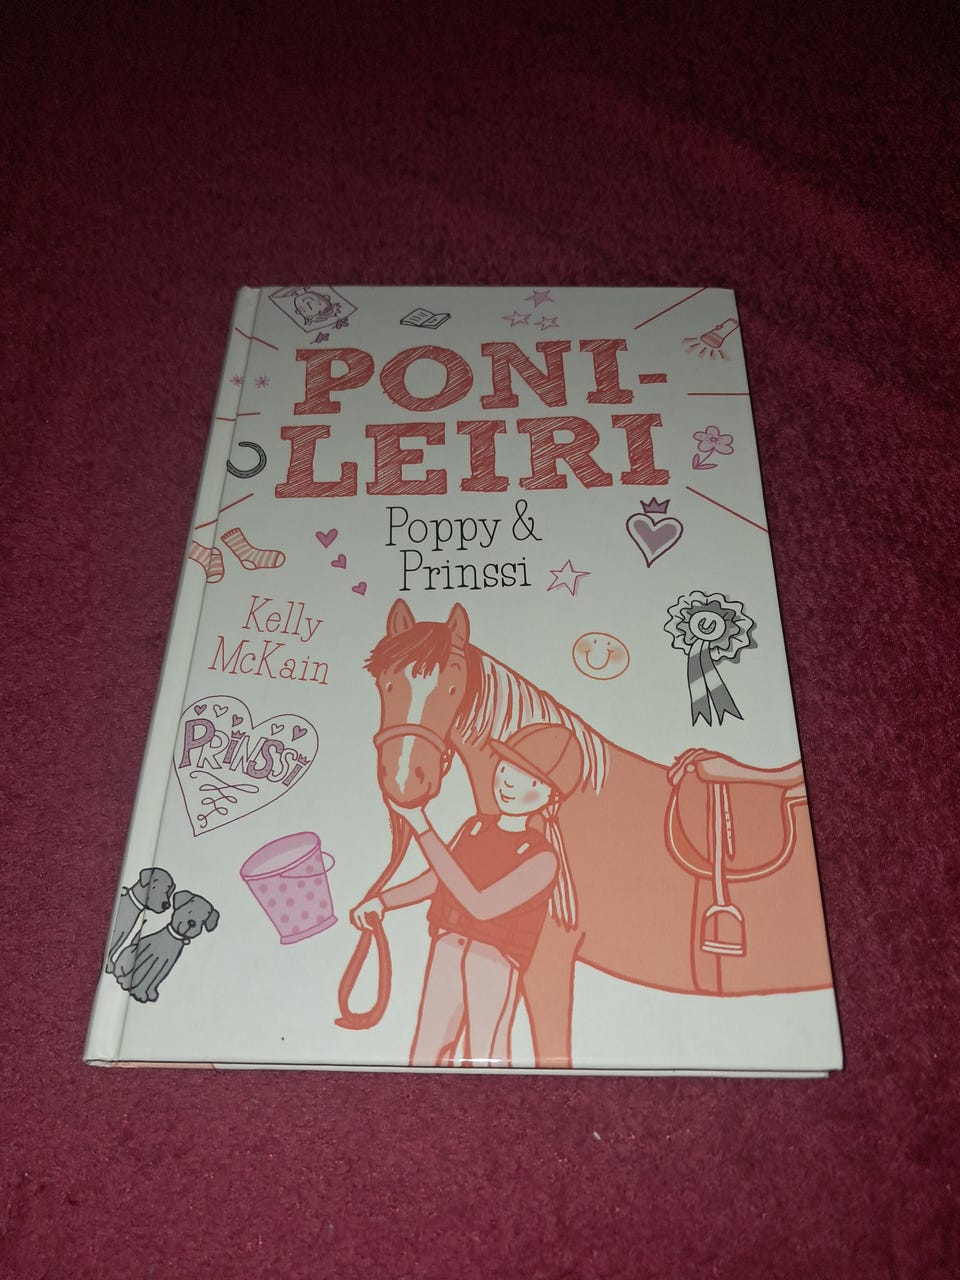 PONI-
LEIRI
Poppy &
Prinssi
Kelly
McKain
PRINSSI